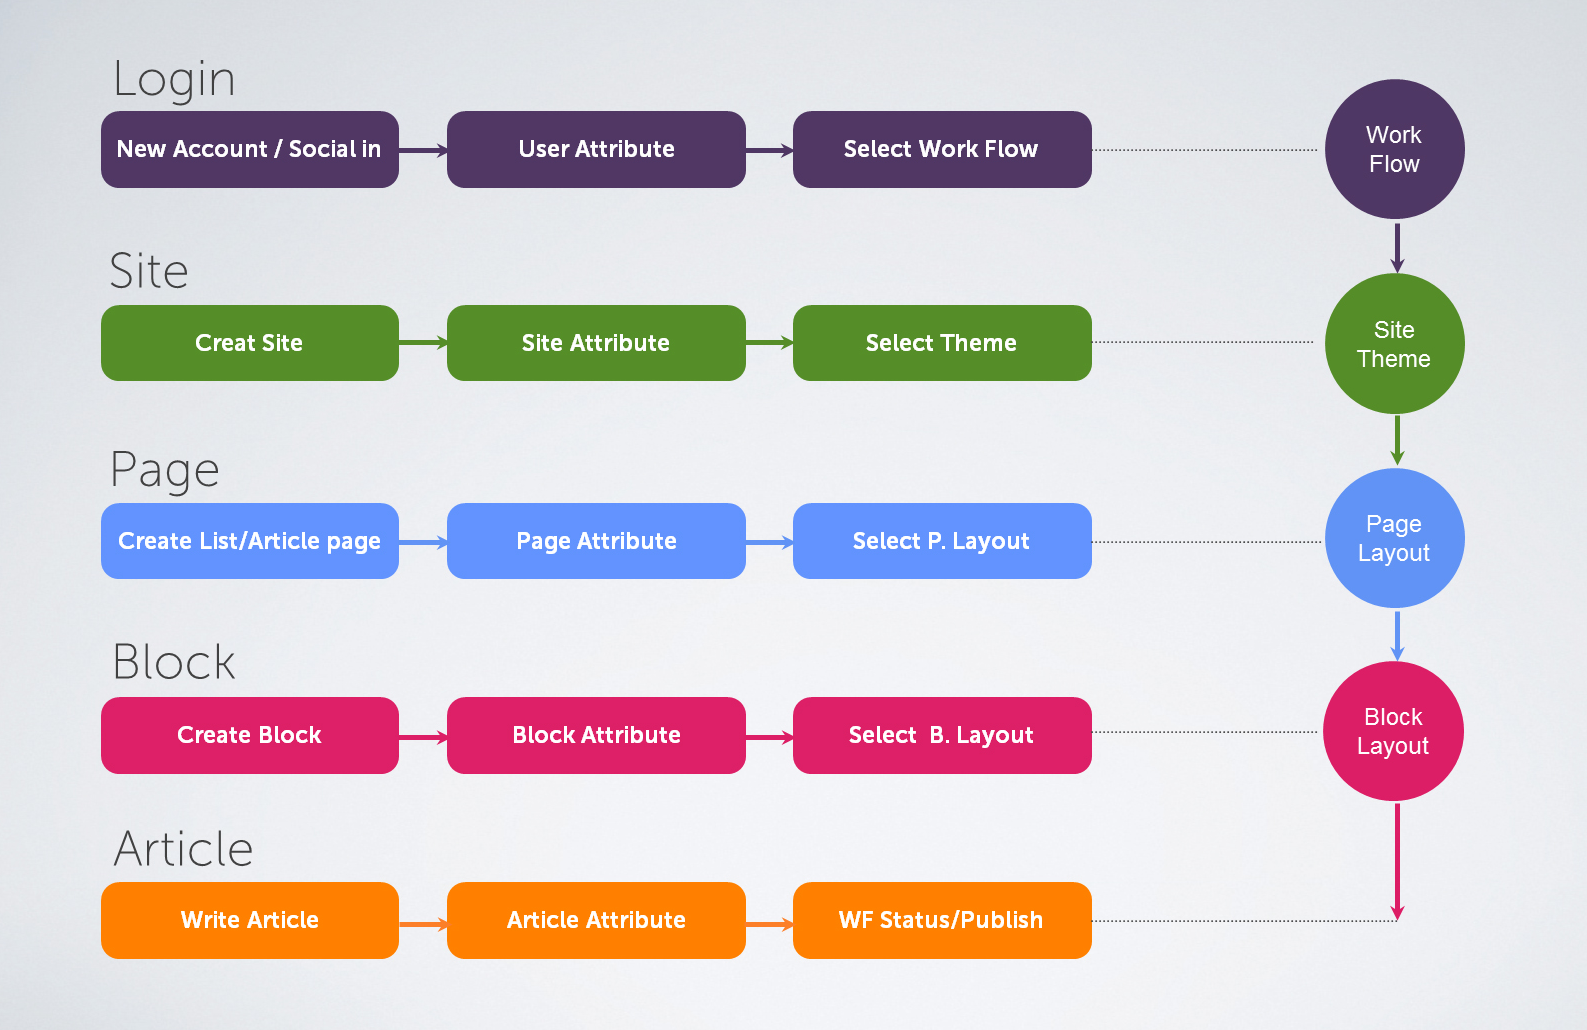 Login
New Account / Social in
User Attribute
Select Work Flow
Work
Flow
Site
Creat Site
Site Attribute
Select Theme
Site
Theme
Page
Create List/Article page
Page Attribute
Select P. Layout
Page
Layout
Block
Create Block
Block Attribute
Select  B. Layout
Block
Layout
Article
Write Article
Article Attribute
WF Status/Publish